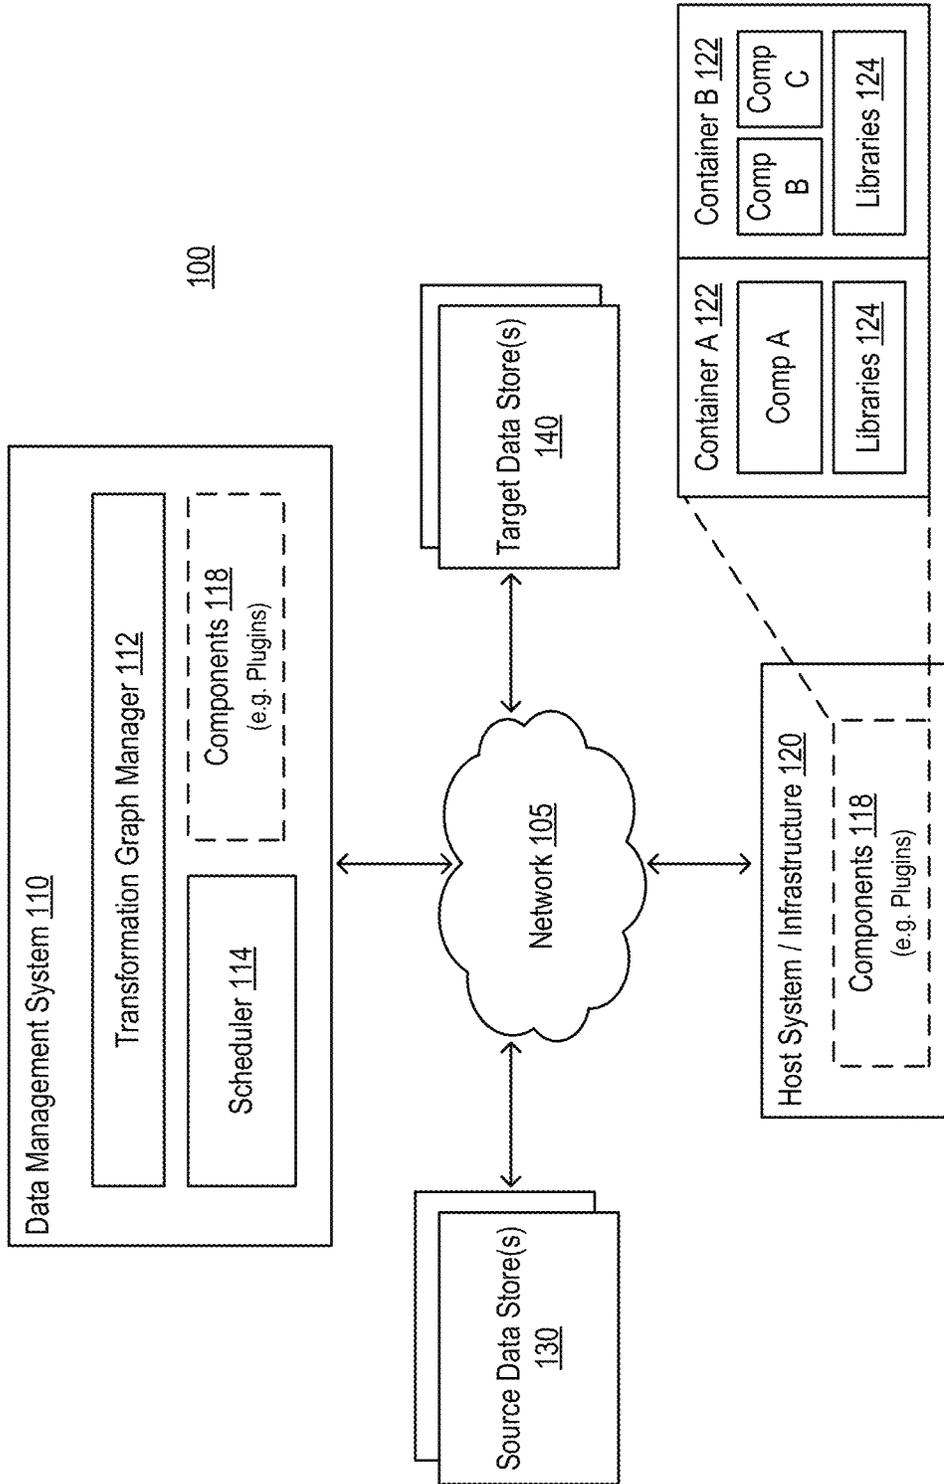 100
Data Management System 110
Transformation Graph Manager 112
Scheduler 114
Components 118
(e.g. Plugins)
Source Data Store(s)
130
Network 105
Target Data Store(s)
140
Host System / Infrastructure 120
Components 118
(e.g. Plugins)
Container A 122
Comp A
Libraries 124
Container B 122
Comp
B
Comp
C
Libraries 124